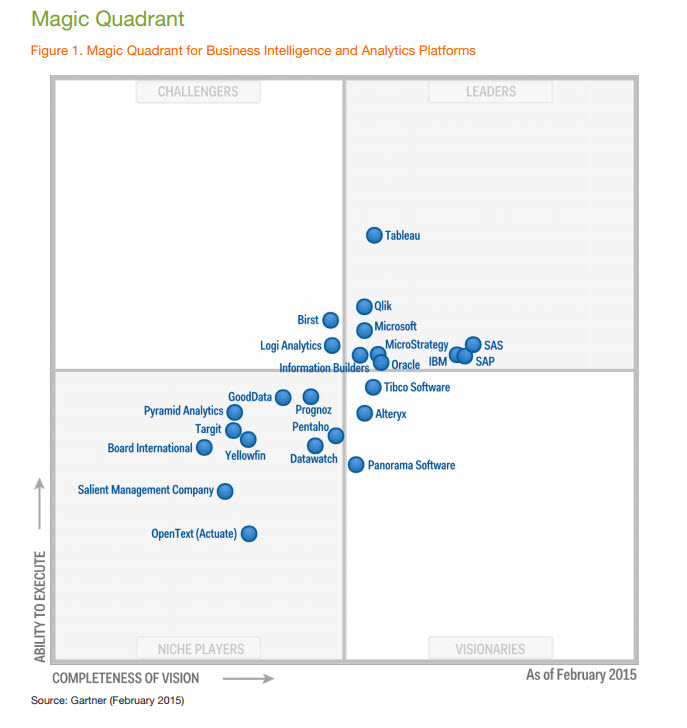 Magic Quadrant
Figure 1. Magic Quadrant for Business Intelligence and Analytics Platforms
CHALLENGERS
LEADERS
Tableau
Qlik
Birst
Microsoft
Logi Analytics
MicroStrategy
SAS
Information Builders
Oracle
IBM
SAP
Tibco Software
GoodData
Prognoz
Pyramid Analytics
Alteryx
Targit
Pentaho
Board International
Yellowfin
Datawatch
Panorama Software
Salient Management Company
OpenText (Actuate)
ABILITY TO EXECUTE
NICHE PLAYERS
VISIONARIES
COMPLETENESS OF VISION
As of February 2015
Source: Gartner (February 2015)